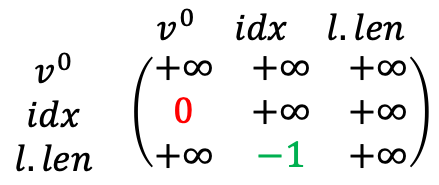 v⁰ idx l.len
v⁰ +∞ +∞ +∞
idx 0 +∞ +∞
l.len +∞ −1 +∞